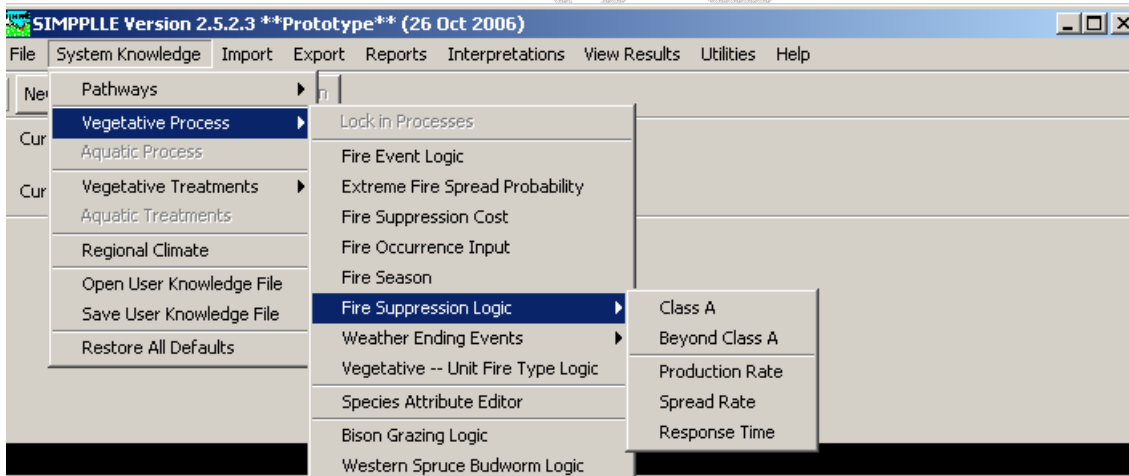 SIMPPLLE Version 2.5.2.3 **Prototype** (26 Oct 2006)
File System Knowledge Import Export Reports Interpretations View Results Utilities Help
Pathways
Vegetative Process
Aquatic Process
Vegetative Treatments
Aquatic Treatments
Regional Climate
Open User Knowledge File
Save User Knowledge File
Restore All Defaults
Lock in Processes
Fire Event Logic
Extreme Fire Spread Probability
Fire Suppression Cost
Fire Occurrence Input
Fire Season
Fire Suppression Logic
Weather Ending Events
Vegetative -- Unit Fire Type Logic
Species Attribute Editor
Bison Grazing Logic
Western Spruce Budworm Logic
Class A
Beyond Class A
Production Rate
Spread Rate
Response Time